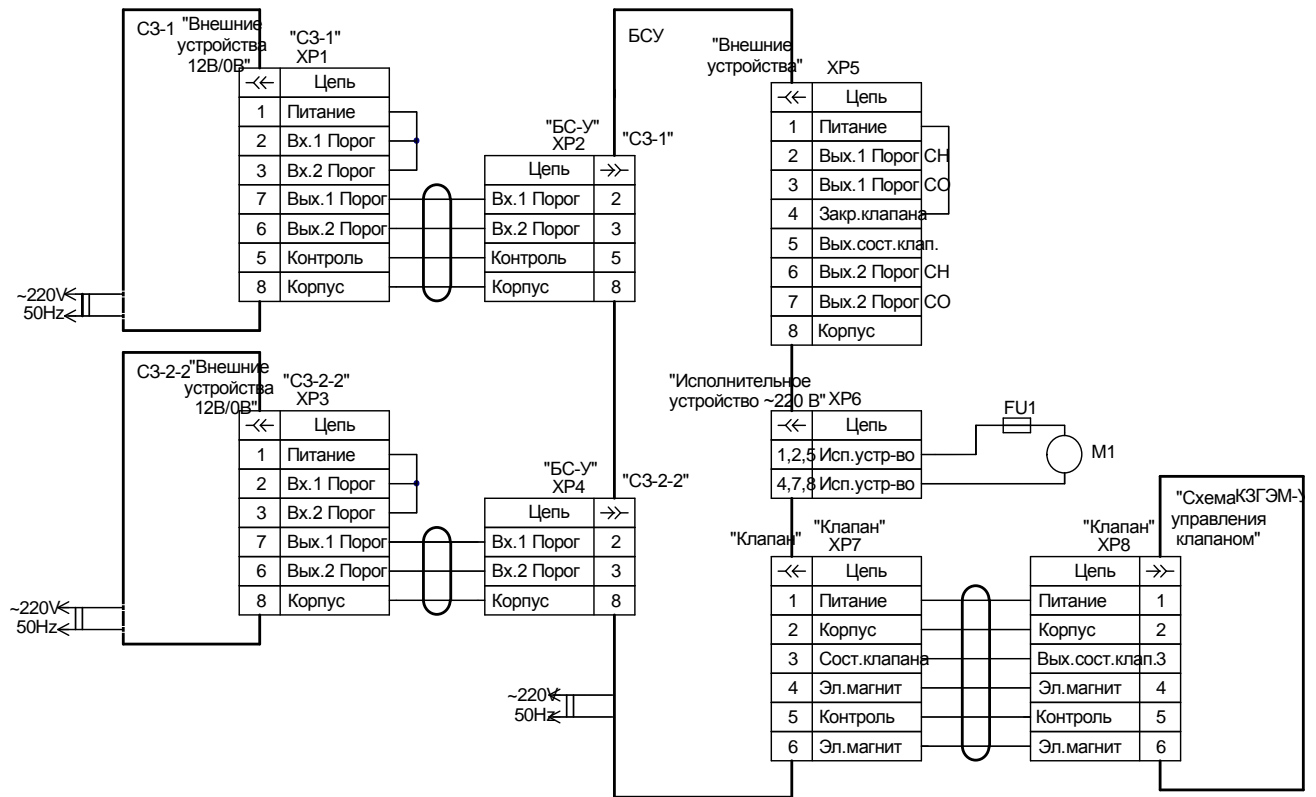 СЗ-1
"Внешние
устройства
12В/0В"
"СЗ-1"
XP1
Цепь
1 Питание
2 Вх.1 Порог
3 Вх.2 Порог
7 Вых.1 Порог
6 Вых.2 Порог
5 Контроль
8 Корпус
~220V
50Hz
"БС-У"
XP2
"СЗ-1"
Цепь
Вх.1 Порог 2
Вх.2 Порог 3
Контроль 5
Корпус 8
СЗ-2-2
"Внешние
устройства
12В/0В"
"СЗ-2-2"
XP3
Цепь
1 Питание
2 Вх.1 Порог
3 Вх.2 Порог
7 Вых.1 Порог
6 Вых.2 Порог
8 Корпус
~220V
50Hz
"БС-У"
XP4
"СЗ-2-2"
Цепь
Вх.1 Порог 2
Вх.2 Порог 3
Корпус 8
~220V
50Hz
БСУ
"Внешние
устройства"
XP5
Цепь
1 Питание
2 Вых.1 Порог СН
3 Вых.1 Порог СО
4 Закр.клапана
5 Вых.сост.клап.
6 Вых.2 Порог СН
7 Вых.2 Порог СО
8 Корпус
"Исполнительное
устройство ~220 В"
XP6
Цепь
1,2,5 Исп.устр-во
4,7,8 Исп.устр-во
FU1
M1
"Клапан"
"Клапан"
XP7
Цепь
1 Питание
2 Корпус
3 Сост.клапана
4 Эл.магнит
5 Контроль
6 Эл.магнит
"Клапан"
XP8
Цепь
Питание 1
Корпус 2
Вых.сост.клап. 3
Эл.магнит 4
Контроль 5
Эл.магнит 6
КЗГЭМ-У
"Схема
управления
клапаном"